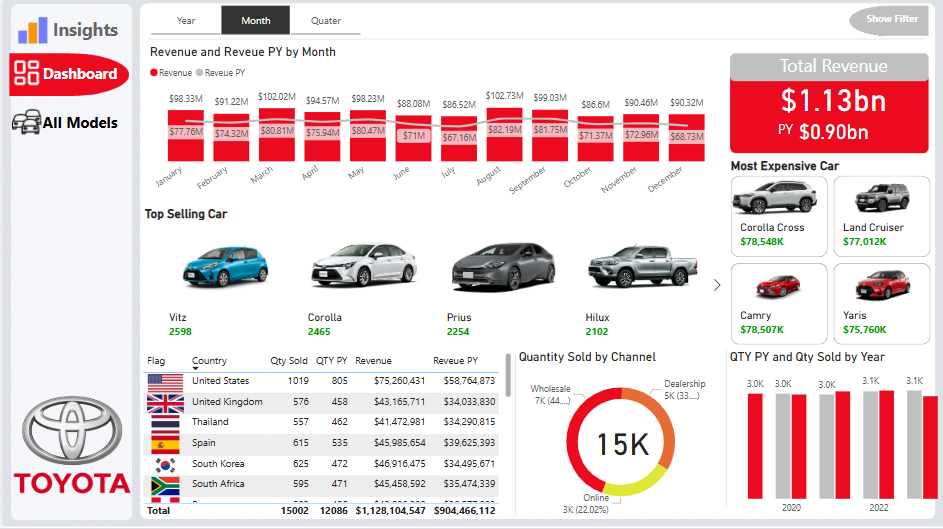 Insights
Dashboard
All Models
TOYOTA
Year
Month
Quater
Show Filter
Revenue and Reveue PY by Month
Revenue
Reveue PY
$98.33M
$91.22M
$102.02M
$94.57M
$98.23M
$88.08M
$86.52M
$102.73M
$99.03M
$86.6M
$90.46M
$90.32M
$77.76M
$74.32M
$80.81M
$75.94M
$80.47M
$71M
$67.16M
$82.19M
$81.75M
$71.37M
$72.96M
$68.73M
January
February
March
April
May
June
July
August
September
October
November
December
Total Revenue
$1.13bn
PY $0.90bn
Most Expensive Car
Corolla Cross
$78,548K
Land Cruiser
$77,012K
Camry
$78,507K
Yaris
$75,760K
Top Selling Car
Vitz
2598
Corolla
2465
Prius
2254
Hilux
2102
Flag Country Qty Sold QTY PY Revenue Reveue PY
United States 1019 805 $75,260,431 $58,764,873
United Kingdom 576 458 $43,165,711 $34,033,830
Thailand 557 462 $41,472,981 $34,290,815
Spain 615 535 $45,985,654 $39,625,393
South Korea 625 472 $46,916,475 $34,495,671
South Africa 595 471 $45,458,592 $35,474,339
Total 15002 12086 $1,128,104,547 $904,466,112
Quantity Sold by Channel
Wholesale
7K (44....)
Dealership
5K (33....)
15K
Online
3K (22.02%)
QTY PY and Qty Sold by Year
3.0K
3.0K
3.0K
3.1K
3.1K
2020
2022